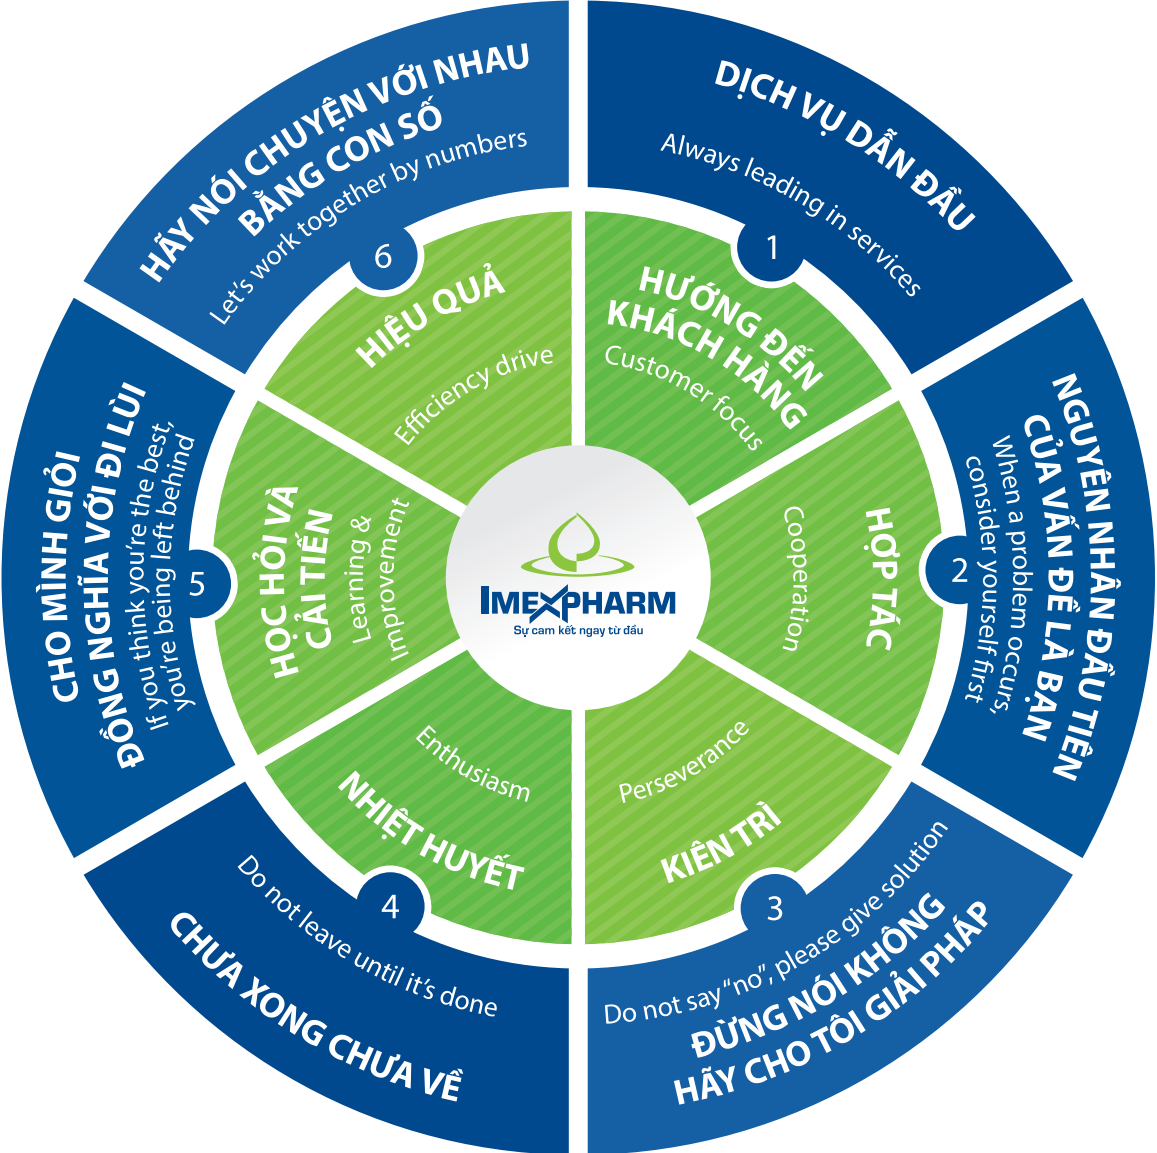 DỊCH VỤ DẪN ĐẦU
Always leading in services
1
HƯỚNG ĐẾN
KHÁCH HÀNG
Customer focus
NGUYÊN NHÂN ĐẦU TIÊN
CỦA VẤN ĐỀ LÀ BẠN
When a problem occurs,
consider yourself first
2
HỢP TÁC
Cooperation
3
KIÊN TRÌ
Perseverance
Do not say "no", please give solution
ĐỪNG NÓI KHÔNG
HÃY CHO TÔI GIẢI PHÁP
4
NHIỆT HUYẾT
Enthusiasm
Do not leave until it's done
CHƯA XONG CHƯA VỀ
CHO MÌNH GIỎI
ĐỒNG NGHĨA VỚI ĐI LÙI
If you think you're the best,
you're being left behind
5
HỌC HỎI VÀ
CẢI TIẾN
Learning &
Improvement
HÃY NÓI CHUYỆN VỚI NHAU
BẰNG CON SỐ
Let's work together by numbers
6
HIỆU QUẢ
Efficiency drive
IMEXPHARM
Sự cam kết ngay từ đầu